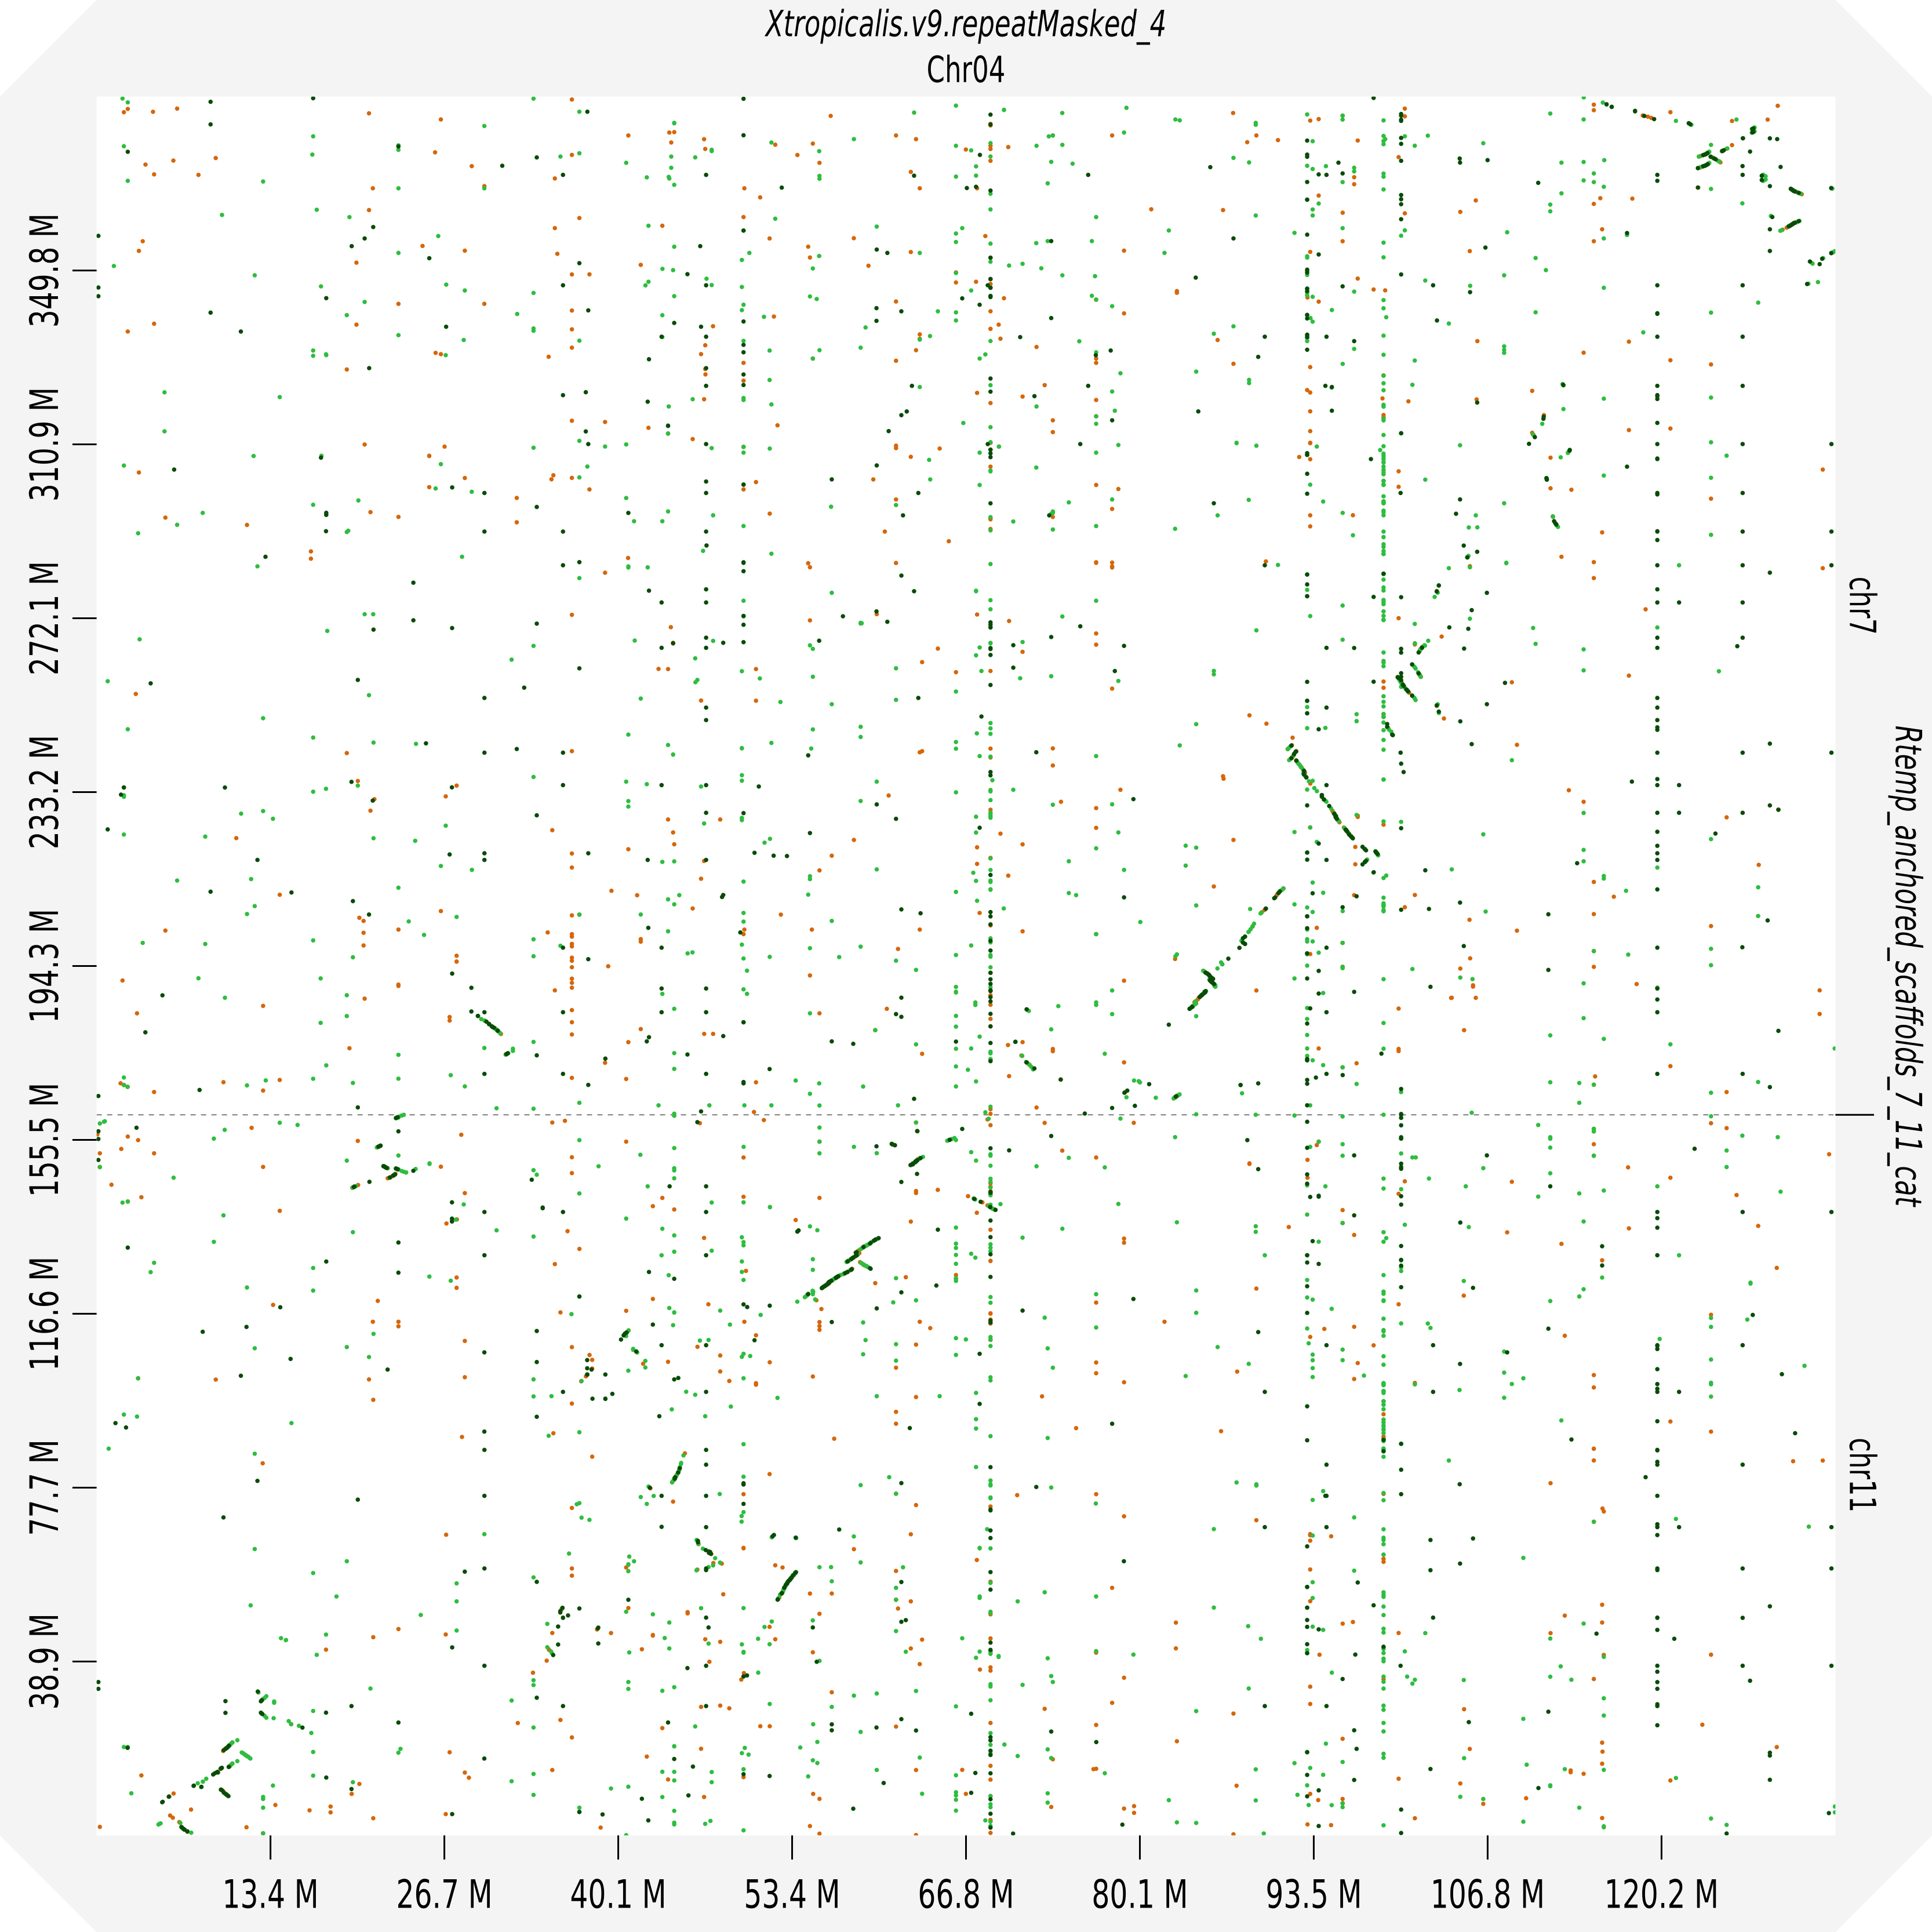 Xtropicalis.v9.repeatMasked_4
Chr04
349.8 M
310.9 M
272.1 M
233.2 M
194.3 M
155.5 M
116.6 M
77.7 M
38.9 M
chr7
chr11
Rtemp_anchored_scaffolds_7_11_cat
13.4 M
26.7 M
40.1 M
53.4 M
66.8 M
80.1 M
93.5 M
106.8 M
120.2 M